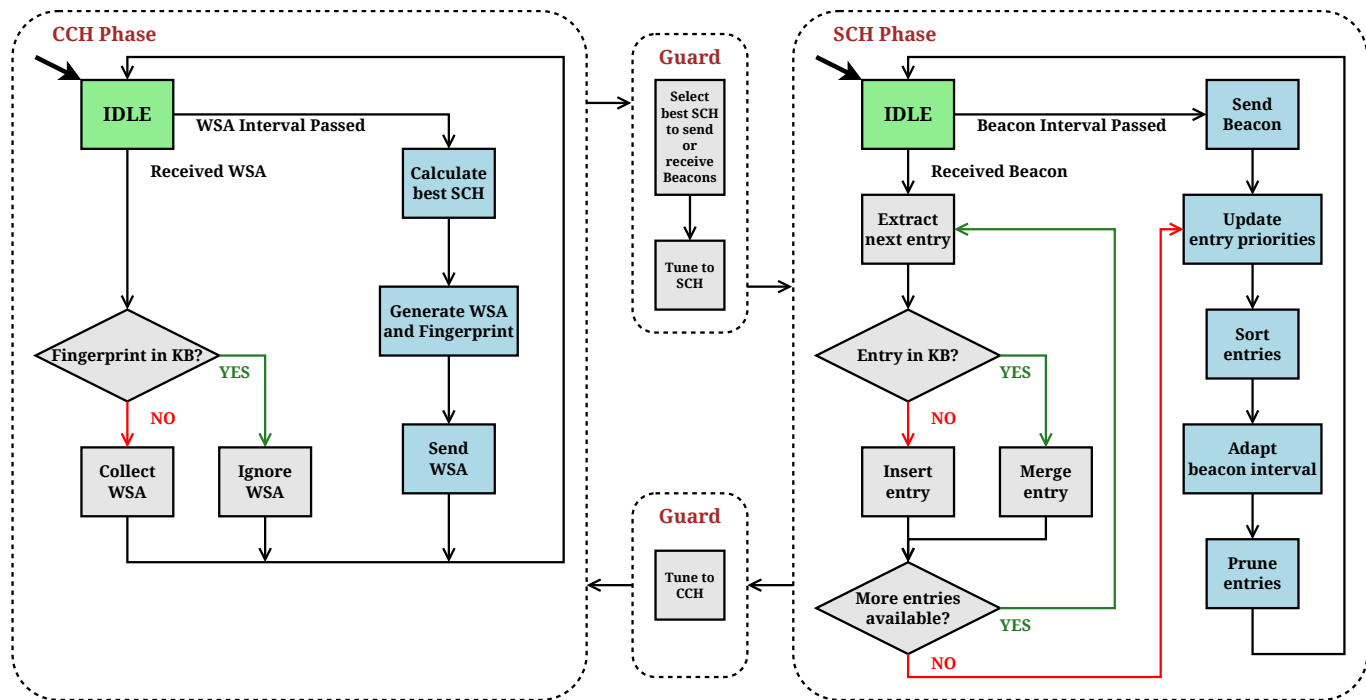 CCH Phase
IDLE
WSA Interval Passed
Received WSA
Calculate
best SCH
Generate WSA
and Fingerprint
Fingerprint in KB?
YES
NO
Collect
WSA
Ignore
WSA
Send
WSA
Guard
Select
best SCH
to send
or
receive
Beacons
Tune to
SCH
Guard
Tune to
CCH
SCH Phase
IDLE
Beacon Interval Passed
Received Beacon
Send
Beacon
Extract
next entry
Update
entry priorities
Entry in KB?
YES
NO
Sort
entries
Insert
entry
Merge
entry
Adapt
beacon interval
More entries
available?
YES
NO
Prune
entries